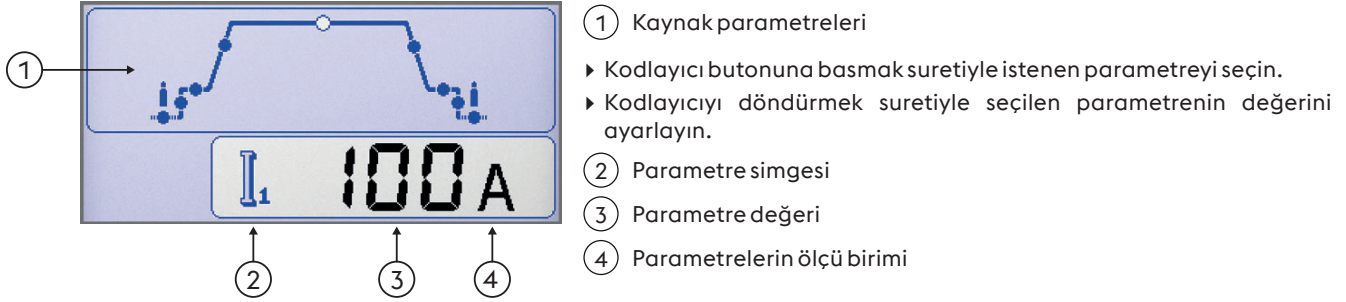 1
1 Kaynak parametreleri
Kodlayıcı butonuna basmak suretiyle istenen parametreyi seçin.
Kodlayıcıyı döndürmek suretiyle seçilen parametrenin değerini
ayarlayın.
I1 100 A
2 Parametre simgesi
3 Parametre değeri
4 Parametrelerin ölçü birimi
2 3 4